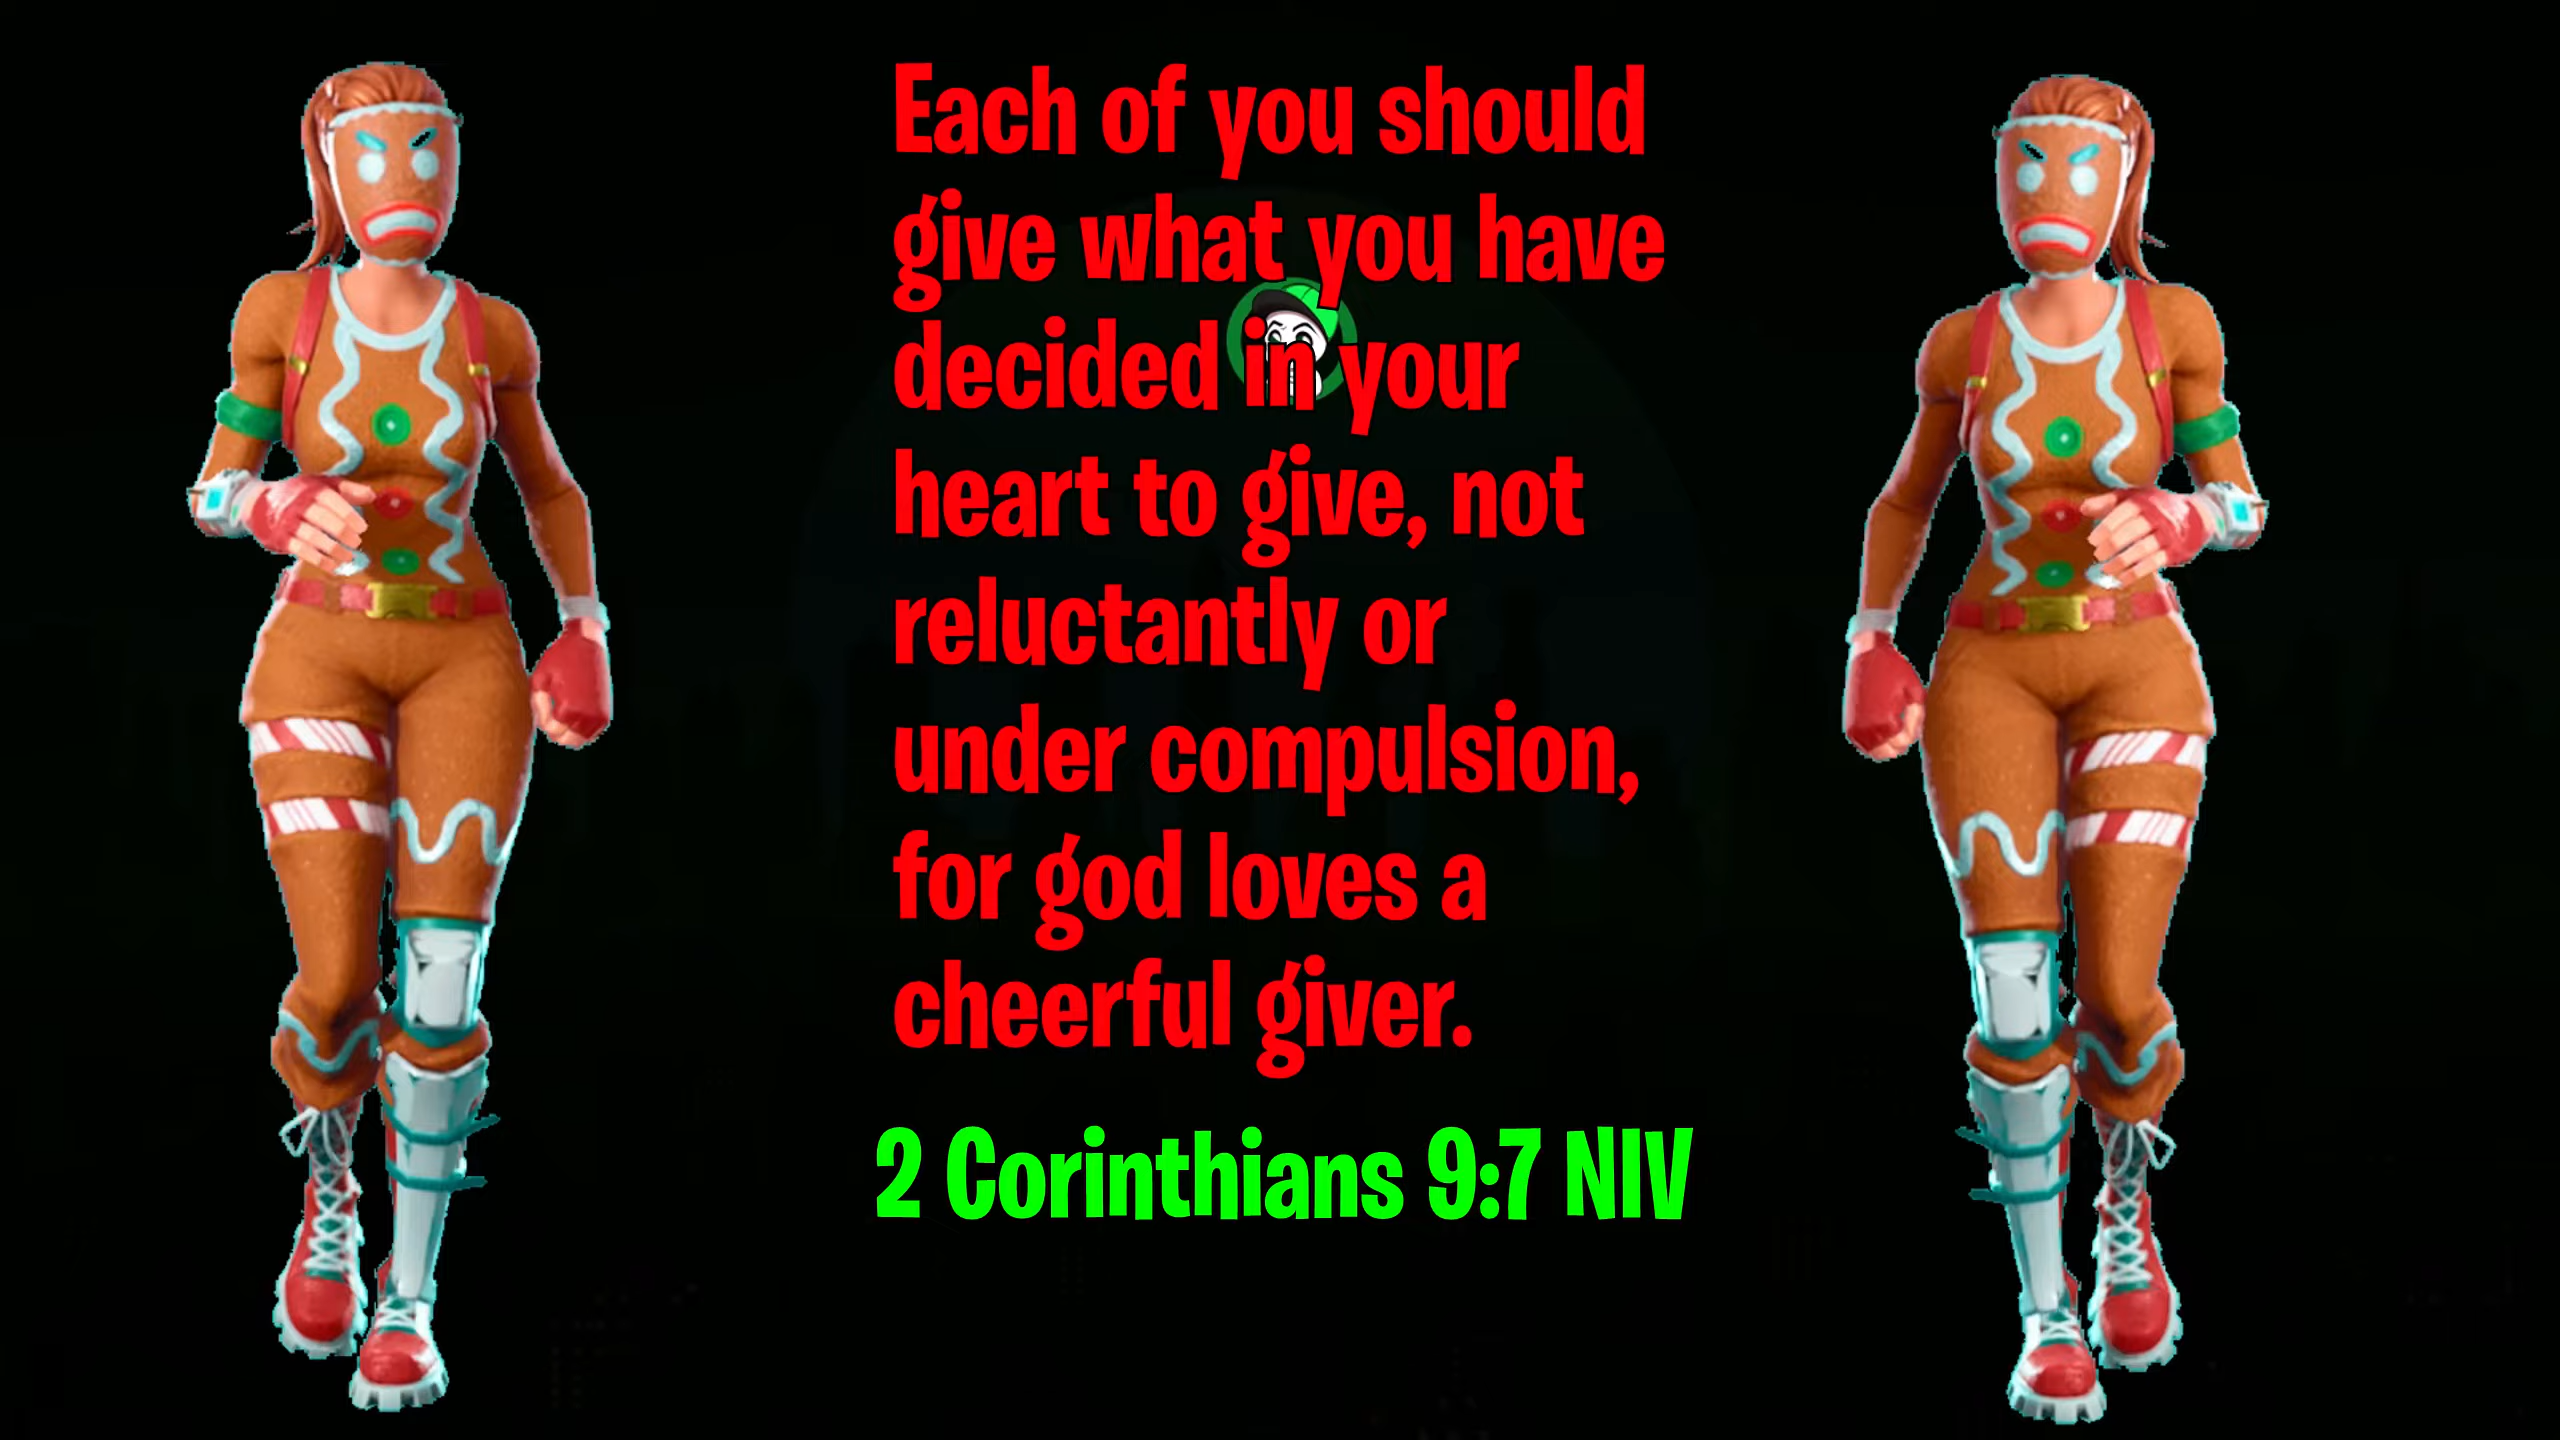 Each of you should
give what you have
decided in your
heart to give, not
reluctantly or
under compulsion,
for god loves a
cheerful giver.
2 Corinthians 9:7 NIV